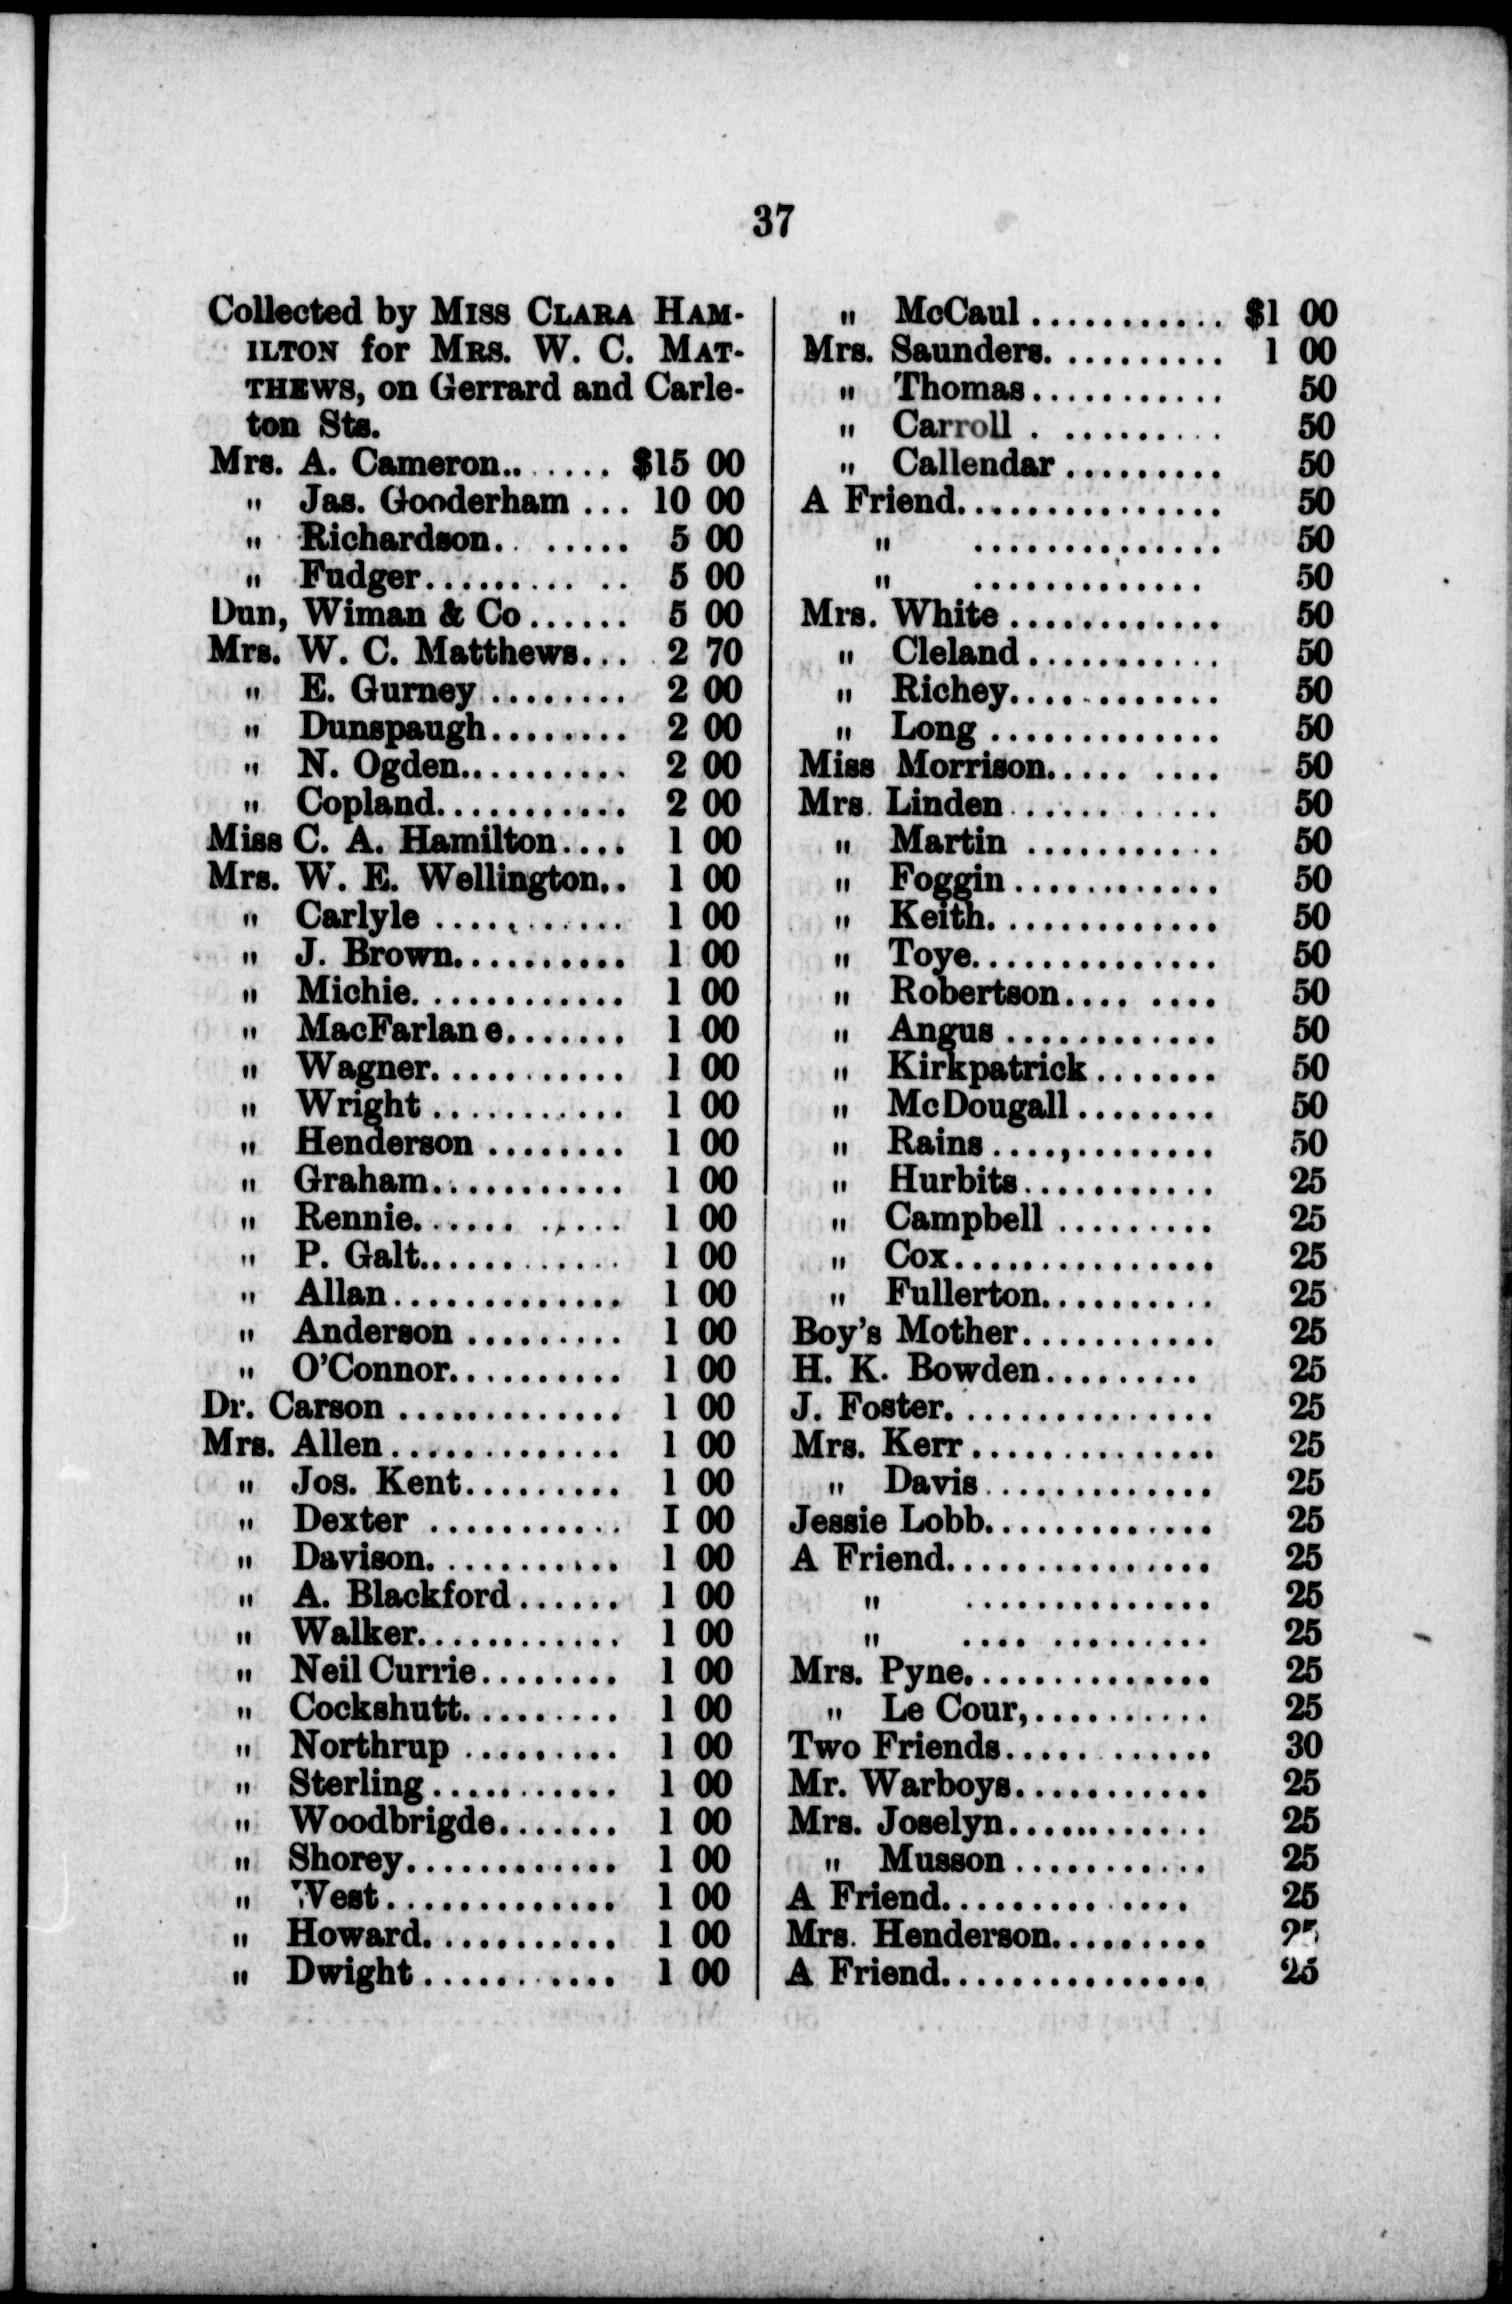 37
Collected by MISS CLARA HAM-
ILTON for MRS. W. C. MAT-
THEWS, on Gerrard and Carle-
ton Sts.
Mrs. A. Cameron........ $15 00
" Jas. Gooderham ... 10 00
" Richardson. ...... 5 00
" Fudger............ 5 00
Dun, Wiman & Co...... 5 00
Mrs. W. C. Matthews... 2 70
" E. Gurney ........ 2 00
" Dunspaugh........ 2 00
" N. Ogden.......... 2 00
" Copland........... 2 00
Miss C. A. Hamilton.... 1 00
Mrs. W. E. Wellington.. 1 00
" Carlyle ........... 1 00
" J. Brown.......... 1 00
" Michie............ 1 00
" MacFarlane....... 1 00
" Wagner........... 1 00
" Wright ........... 1 00
" Henderson ........ 1 00
" Graham........... 1 00
" Rennie........... 1 00
" P. Galt............ 1 00
" Allan............. 1 00
" Anderson ......... 1 00
" O'Connor.......... 1 00
Dr. Carson ............. 1 00
Mrs. Allen............. 1 00
" Jos. Kent......... 1 00
" Dexter ........... 1 00
" Davison........... 1 00
" A. Blackford...... 1 00
" Walker............ 1 00
" Neil Currie........ 1 00
" Cockshutt......... 1 00
" Northrup ......... 1 00
" Sterling........... 1 00
" Woodbrigde....... 1 00
" Shorey............ 1 00
" West............. 1 00
" Howard........... 1 00
" Dwight........... 1 00
" McCaul ........... $1 00
Mrs. Saunders.......... 1 00
" Thomas........... 50
" Carroll . ......... 50
" Callendar ......... 50
A Friend............... 50
" .............. 50
" ............. 50
Mrs. White ............ 50
" Cleland ........... 50
" Richey............ 50
" Long ............. 50
Miss Morrison..... .... 50
Mrs. Linden ............ 50
" Martin ........... 50
" Foggin ............ 50
" Keith............. 50
" Toye.............. 50
" Robertson.... .... 50
" Angus ............ 50
" Kirkpatrick ....... 50
" McDougall ........ 50
" Rains ....,........ 50
" Hurbits........... 25
" Campbell ......... 25
" Cox............... 25
" Fullerton.......... 25
Boy's Mother........... 25
H. K. Bowden......... 25
J. Foster............... 25
Mrs. Kerr.............. 25
" Davis............. 25
Jessie Lobb............. 25
A Friend............... 25
" .............. 25
" .... ......... 25
Mrs. Pyne.............. 25
" Le Cour,.......... 25
Two Friends............ 30
Mr. Warboys........... 25
Mrs. Joselyn............ 25
" Musson ........... 25
A Friend.............. 25
Mrs. Henderson......... 25
A Friend............... 25